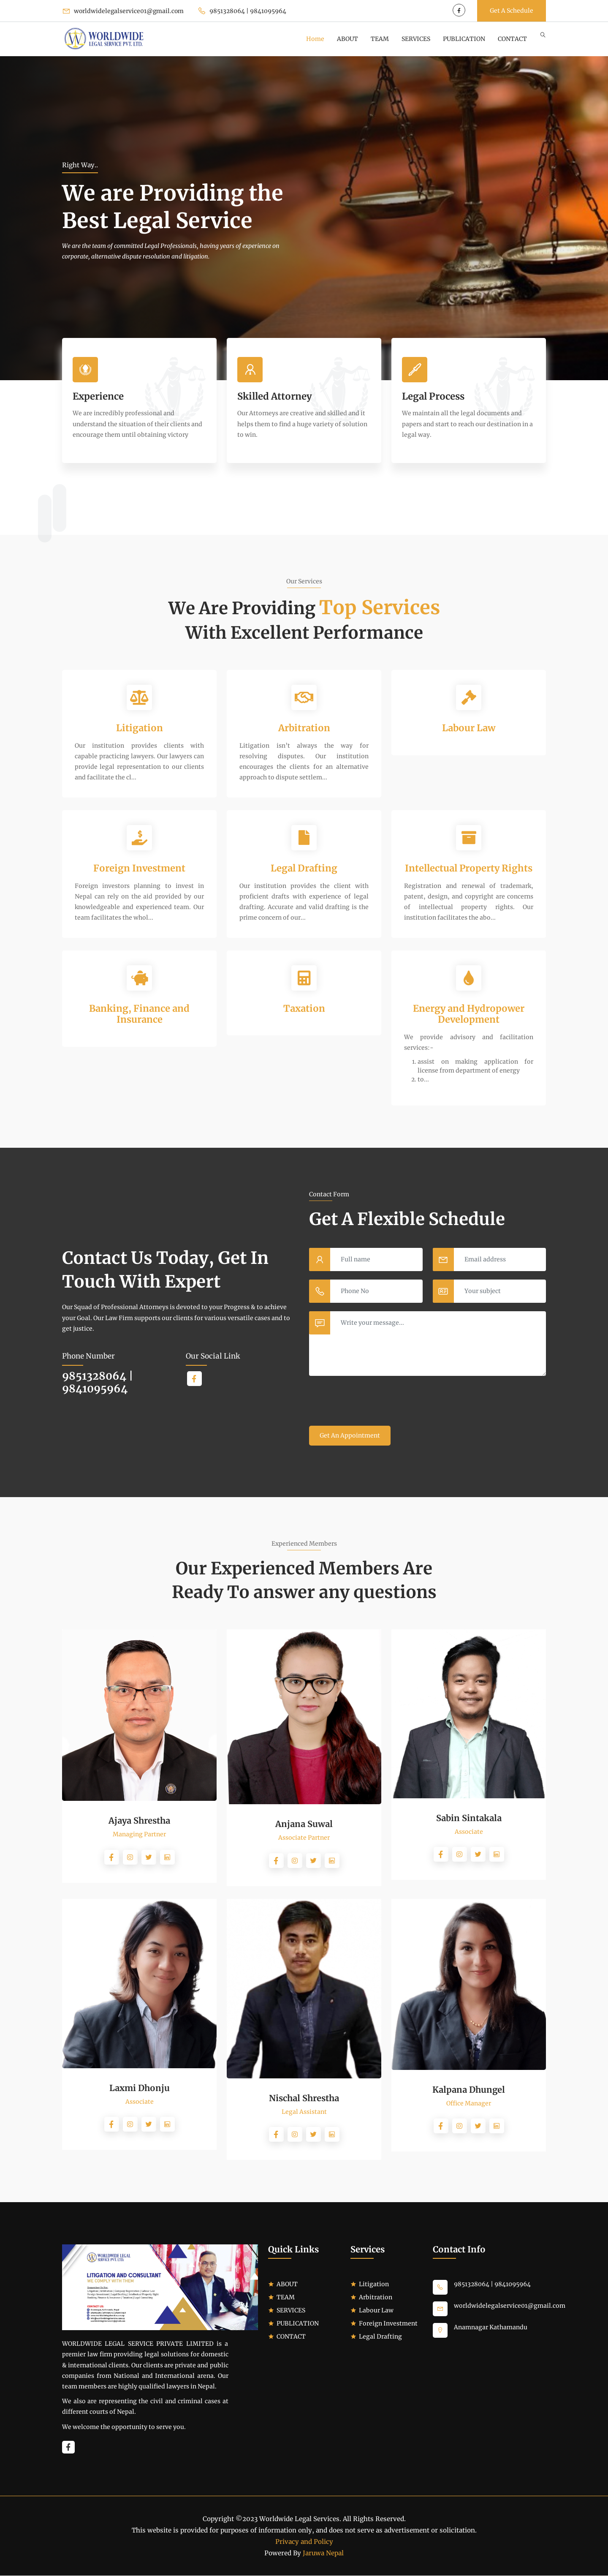 worldwidelegalservice01@gmail.com
9851328064 | 9841095964
Get A Schedule
WORLDWIDE
LEGAL SERVICE PVT. LTD.
Home
ABOUT
TEAM
SERVICES
PUBLICATION
CONTACT
Right Way..
We are Providing the
Best Legal Service
We are the team of committed Legal Professionals, having years of experience on
corporate, alternative dispute resolution and litigation.
Experience
We are incredibly professional and
understand the situation of their clients and
encourage them until obtaining victory
Skilled Attorney
Our Attorneys are creative and skilled and it
helps them to find a huge variety of solution
to win.
Legal Process
We maintain all the legal documents and
papers and start to reach our destination in a
legal way.
Our Services
We Are Providing Top Services
With Excellent Performance
Litigation
Our institution provides clients with
capable practicing lawyers. Our lawyers can
provide legal representation to our clients
and facilitate the cl...
Arbitration
Litigation isn't always the way for
resolving disputes. Our institution
encourages the clients for an alternative
approach to dispute settlem...
Labour Law
Foreign Investment
Foreign investors planning to invest in
Nepal can rely on the aid provided by our
knowledgeable and experienced team. Our
team facilitates the whol...
Legal Drafting
Our institution provides the client with
proficient drafts with experience of legal
drafting. Accurate and valid drafting is the
prime concern of our...
Intellectual Property Rights
Registration and renewal of trademark,
patent, design, and copyright are concerns
of intellectual property rights. Our
institution facilitates the abo...
Banking, Finance and
Insurance
Taxation
Energy and Hydropower
Development
We provide advisory and facilitation
services:-
1. assist on making application for
license from department of energy
2. to...
Contact Us Today, Get In
Touch With Expert
Our Squad of Professional Attorneys is devoted to your Progress & to achieve
your Goal. Our Law Firm supports our clients for various versatile cases and to
get justice.
Phone Number
9851328064 |
9841095964
Our Social Link
Contact Form
Get A Flexible Schedule
Full name
Email address
Phone No
Your subject
Write your message...
Get An Appointment
Experienced Members
Our Experienced Members Are
Ready To answer any questions
Ajaya Shrestha
Managing Partner
Anjana Suwal
Associate Partner
Sabin Sintakala
Associate
Laxmi Dhonju
Associate
Nischal Shrestha
Legal Assistant
Kalpana Dhungel
Office Manager
WORLDWIDE LEGAL
SERVICE PVT. LTD.
LITIGATION AND CONSULTANT
WE COMPLY WITH THEM
WORLDWIDE LEGAL SERVICE PRIVATE LIMITED is a
premier law firm providing legal solutions for domestic
& international clients. Our clients are private and public
companies from National and International arena. Our
team members are highly qualified lawyers in Nepal.
We also are representing the civil and criminal cases at
different courts of Nepal.
We welcome the opportunity to serve you.
Quick Links
ABOUT
TEAM
SERVICES
PUBLICATION
CONTACT
Services
Litigation
Arbitration
Labour Law
Foreign Investment
Legal Drafting
Contact Info
9851328064 | 9841095964
worldwidelegalservice01@gmail.com
Anamnagar Kathamandu
Copyright ©2023 Worldwide Legal Services. All Rights Reserved.
This website is provided for purposes of information only, and does not serve as advertisement or solicitation.
Privacy and Policy
Powered By Jaruwa Nepal